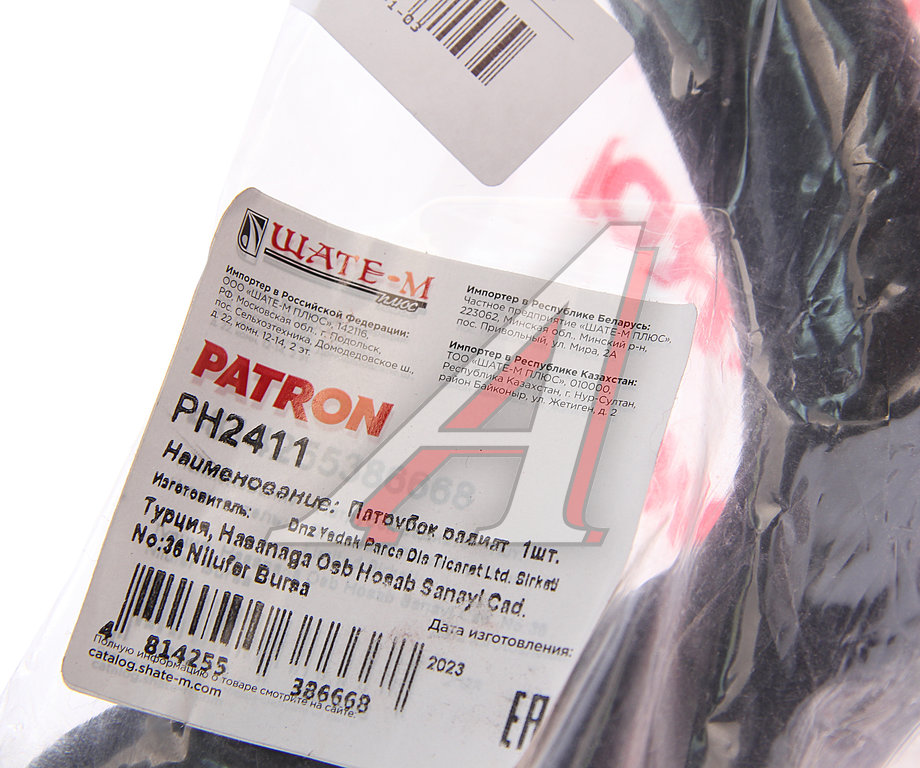 1-03
ШАТЕ-М
плюс
Импортер в Российской Федерации:
ООО «ШАТЕ-М ПЛЮС», 142116,
РФ, Московская обл., г. Подольск,
пос. Сельхозтехника, Домодедовское ш.,
д. 22, комн. 12-14, 2 эт.
Импортер в Республике Беларусь:
Частное предприятие «ШАТЕ-М ПЛЮС»,
223062, Минская обл., Минский р-н,
пос. Привольный, ул. Мира, 2А
Импортер в Республике Казахстан:
ТОО «ШАТЕ-М ПЛЮС», 010000,
Республика Казахстан, г. Нур-Султан,
район Байконыр, ул. Жетиген, д. 2
PATRON
PH2411
Наименование: Патрубок радиат 1шт.
Изготовитель: Dnz Yedek Parca Dis Ticaret Ltd. Sirketi
Турция, Hasanaga Osb Hosab Sanayi Cad.
No:36 Nilufer Bursa
Дата изготовления:
2023
4 814255 386668
Полную информацию о товаре смотрите на сайте:
catalog.shate-m.com
EAC